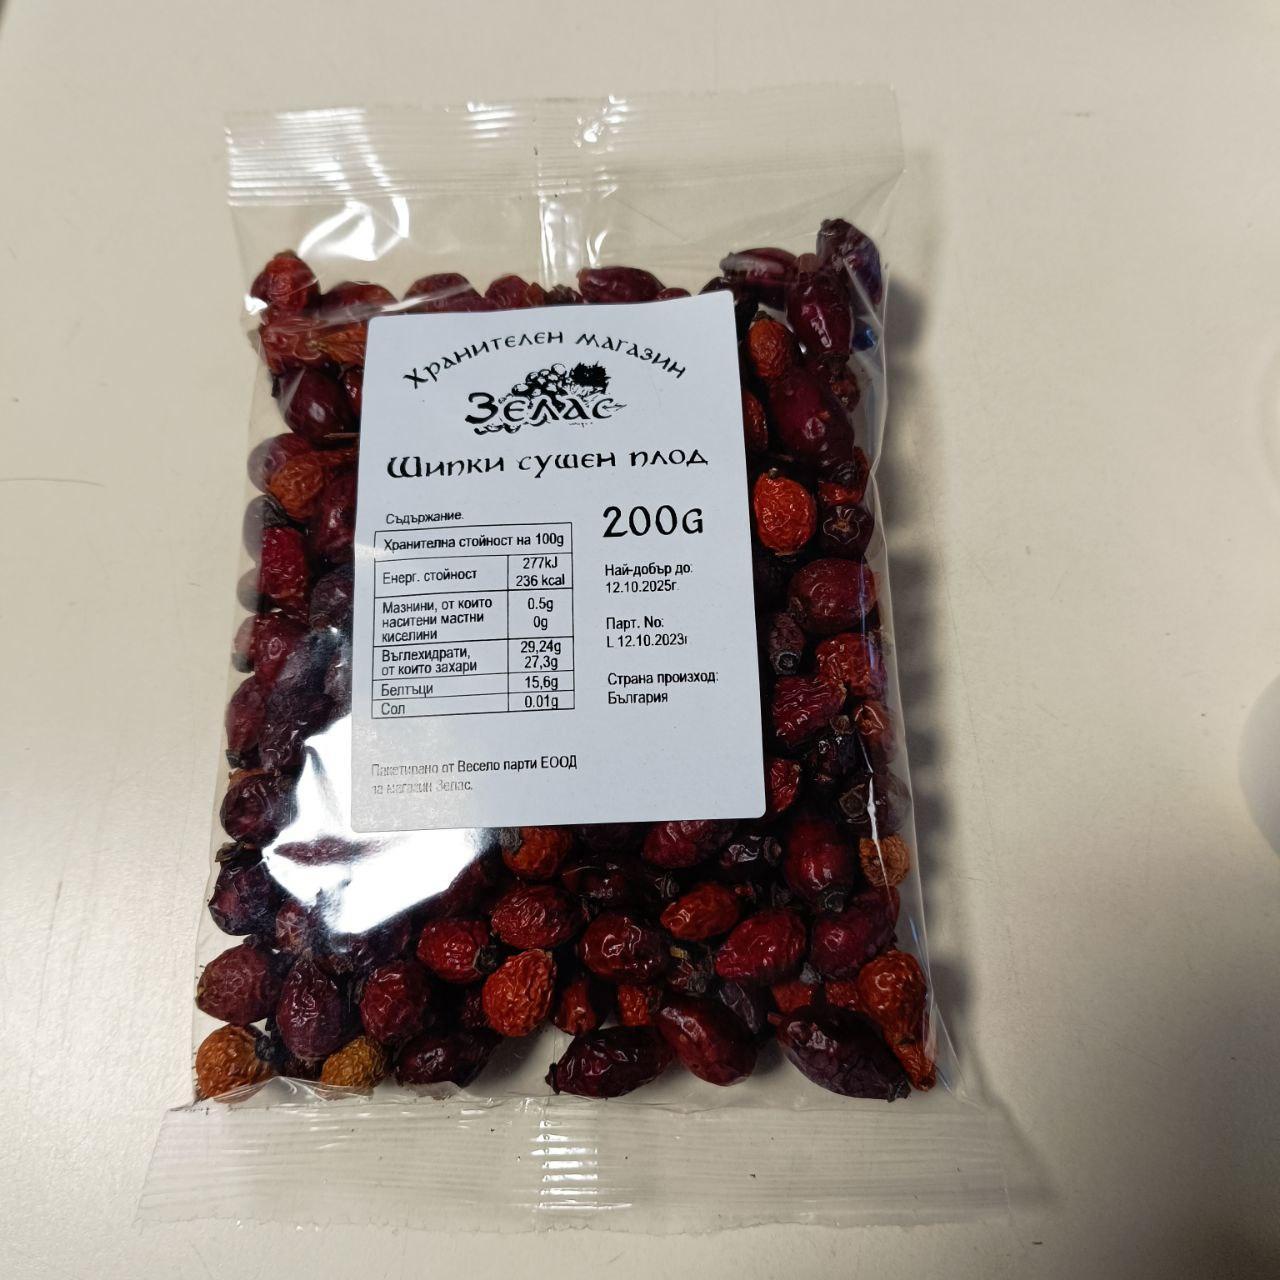 Хранителен магазин
Зелас
Шипки сушен плод
200G
Съдържание.
Хранителна стойност на 100g
Енерг. стойност 277kJ
236 kcal
Мазнини, от които 0.5g
наситени мастни 0g
киселини
Въглехидрати, 29,24g
от които захари 27,3g
Белтъци 15,6g
Сол 0.01g
Най-добър до:
12.10.2025г.
Парт. No:
L 12.10.2023г
Страна произход:
България
Пакетирано от Весело парти ЕООД
за магазин Зелас.